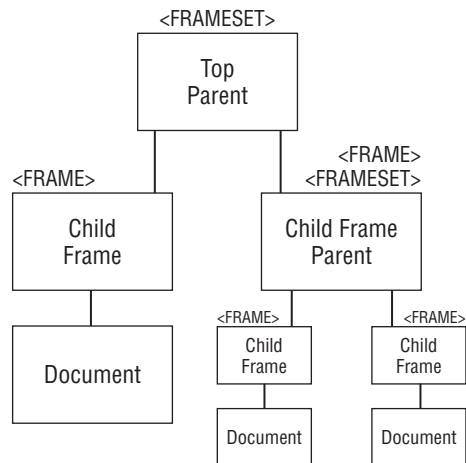 <FRAMESET>
Top
Parent
<FRAME>
<FRAME>
<FRAMESET>
Child
Frame
Child Frame
Parent
<FRAME>
<FRAME>
Child
Frame
Child
Frame
Document
Document
Document